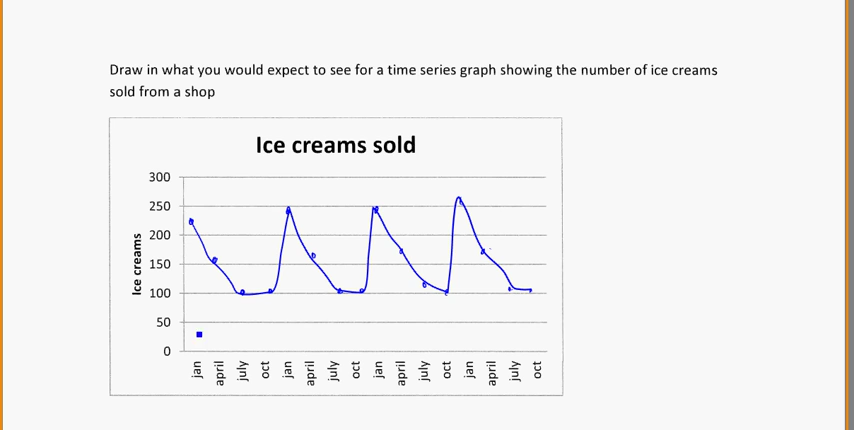 Draw in what you would expect to see for a time series graph showing the number of ice creams
sold from a shop
Ice creams sold
300
250
200
150
100
50
0
Ice creams
jan april july oct jan april july oct jan april july oct jan april july oct